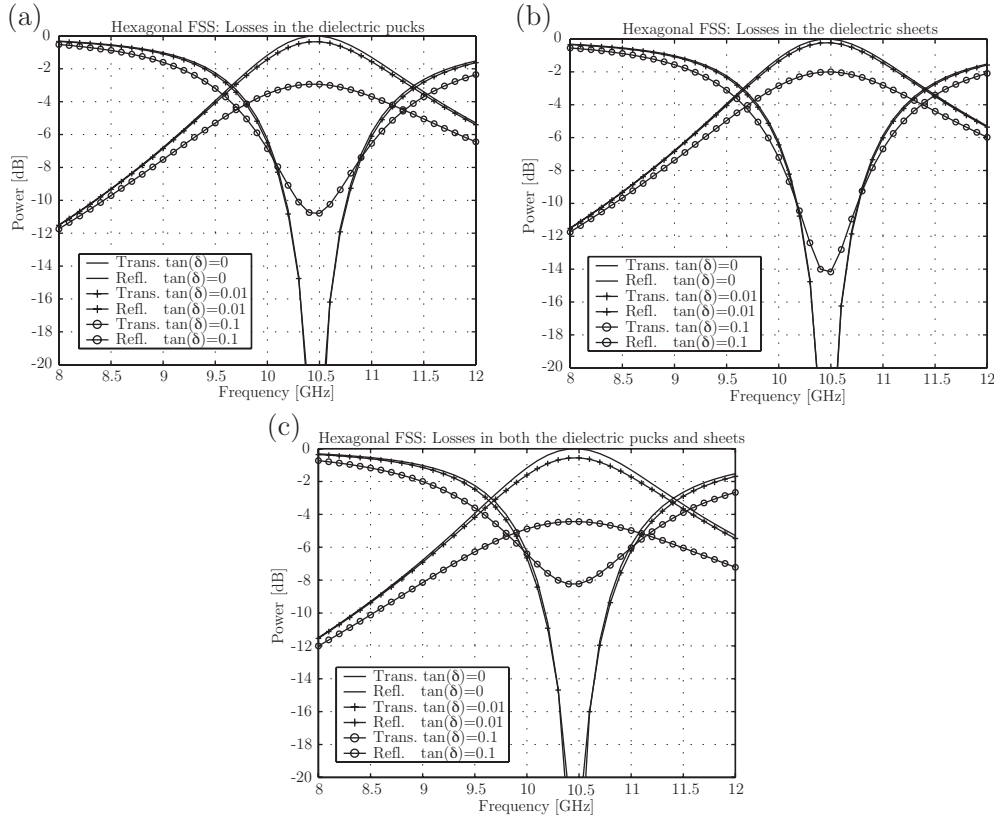 (a)
Hexagonal FSS: Losses in the dielectric pucks
0
-2
-4
-6
-8
-10
-12
-14
-16
-18
-20
Power [dB]
Trans. tan(δ)=0
Refl. tan(δ)=0
Trans. tan(δ)=0.01
Refl. tan(δ)=0.01
Trans. tan(δ)=0.1
Refl. tan(δ)=0.1
8 8.5 9 9.5 10 10.5 11 11.5 12
Frequency [GHz]
(b)
Hexagonal FSS: Losses in the dielectric sheets
0
-2
-4
-6
-8
-10
-12
-14
-16
-18
-20
Power [dB]
Trans. tan(δ)=0
Refl. tan(δ)=0
Trans. tan(δ)=0.01
Refl. tan(δ)=0.01
Trans. tan(δ)=0.1
Refl. tan(δ)=0.1
8 8.5 9 9.5 10 10.5 11 11.5 12
Frequency [GHz]
(c)
Hexagonal FSS: Losses in both the dielectric pucks and sheets
0
-2
-4
-6
-8
-10
-12
-14
-16
-18
-20
Power [dB]
Trans. tan(δ)=0
Refl. tan(δ)=0
Trans. tan(δ)=0.01
Refl. tan(δ)=0.01
Trans. tan(δ)=0.1
Refl. tan(δ)=0.1
8 8.5 9 9.5 10 10.5 11 11.5 12
Frequency [GHz]